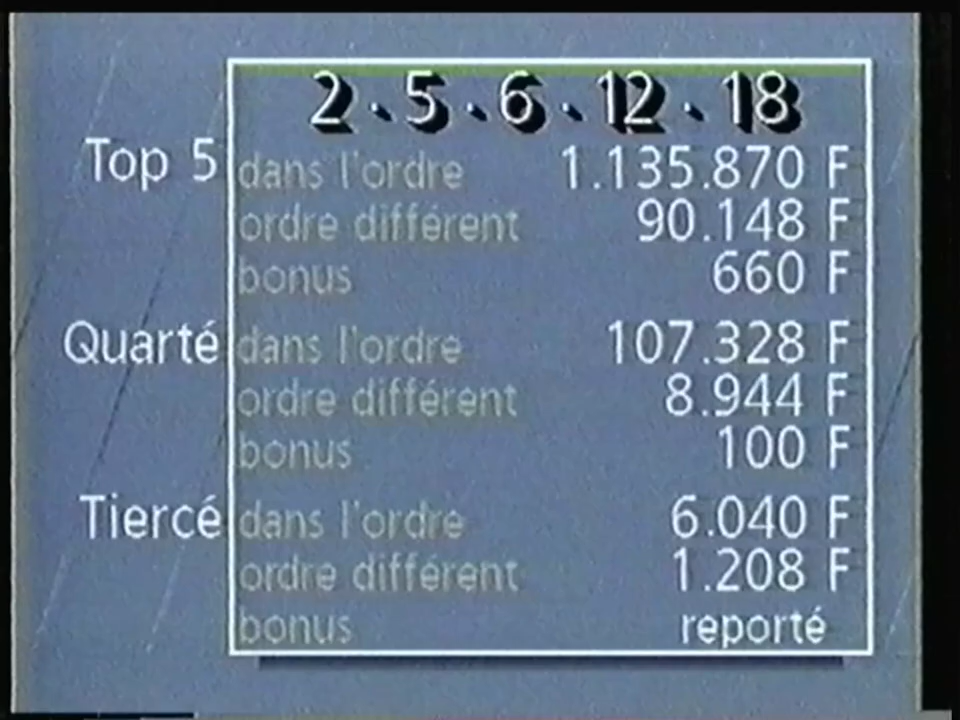 2 . 5 . 6 . 12 . 18
Top 5 dans l'ordre 1.135.870 F
ordre différent 90.148 F
bonus 660 F
Quarté dans l'ordre 107.328 F
ordre différent 8.944 F
bonus 100 F
Tiercé dans l'ordre 6.040 F
ordre différent 1.208 F
bonus reporté